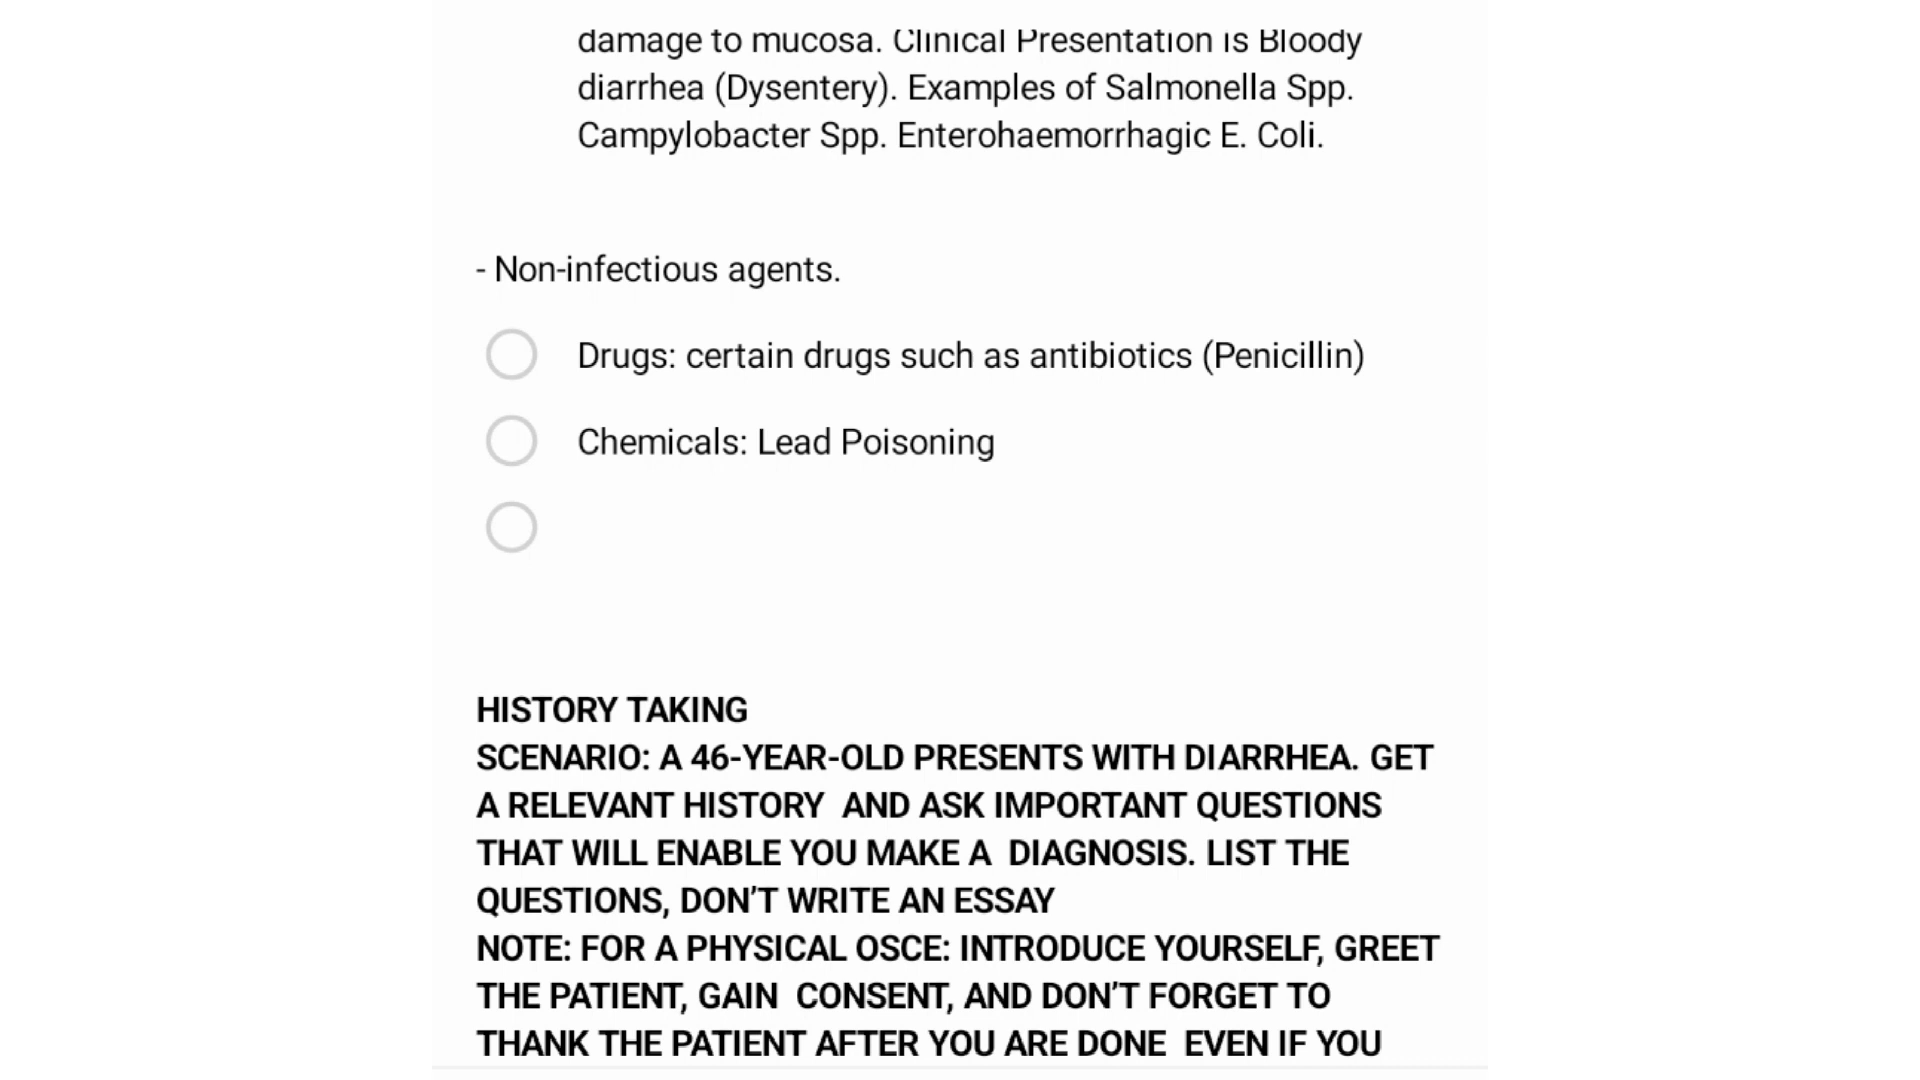 damage to mucosa. Clinical Presentation is Bloody
diarrhea (Dysentery). Examples of Salmonella Spp.
Campylobacter Spp. Enterohaemorrhagic E. Coli.
- Non-infectious agents.
Drugs: certain drugs such as antibiotics (Penicillin)
Chemicals: Lead Poisoning
HISTORY TAKING
SCENARIO: A 46-YEAR-OLD PRESENTS WITH DIARRHEA. GET
A RELEVANT HISTORY  AND ASK IMPORTANT QUESTIONS
THAT WILL ENABLE YOU MAKE A  DIAGNOSIS. LIST THE
QUESTIONS, DON’T WRITE AN ESSAY
NOTE: FOR A PHYSICAL OSCE: INTRODUCE YOURSELF, GREET
THE PATIENT, GAIN  CONSENT, AND DON’T FORGET TO
THANK THE PATIENT AFTER YOU ARE DONE  EVEN IF YOU